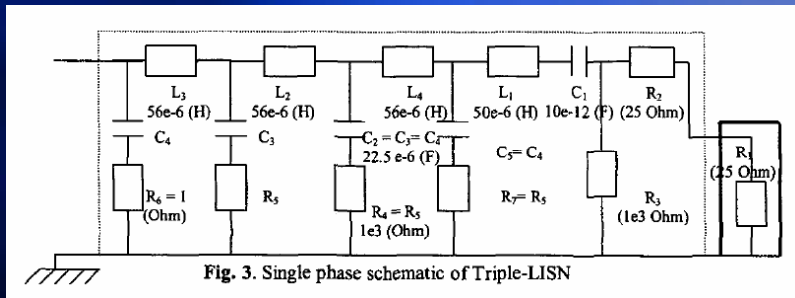 L3 L2 L4 L1 C1 R2
56e-6 (H) 56e-6 (H) 56e-6 (H) 50e-6 (H) 10e-12 (F) (25 Ohm)
C4 C3 C2 = C3= C4 C5= C4 R1
22.5 e-6 (F) (25 Ohm)
R6 = 1 R5 R4 = R5 R7= R5 R3
(Ohm) 1e3 (Ohm) (1e3 Ohm)
Fig. 3. Single phase schematic of Triple-LISN